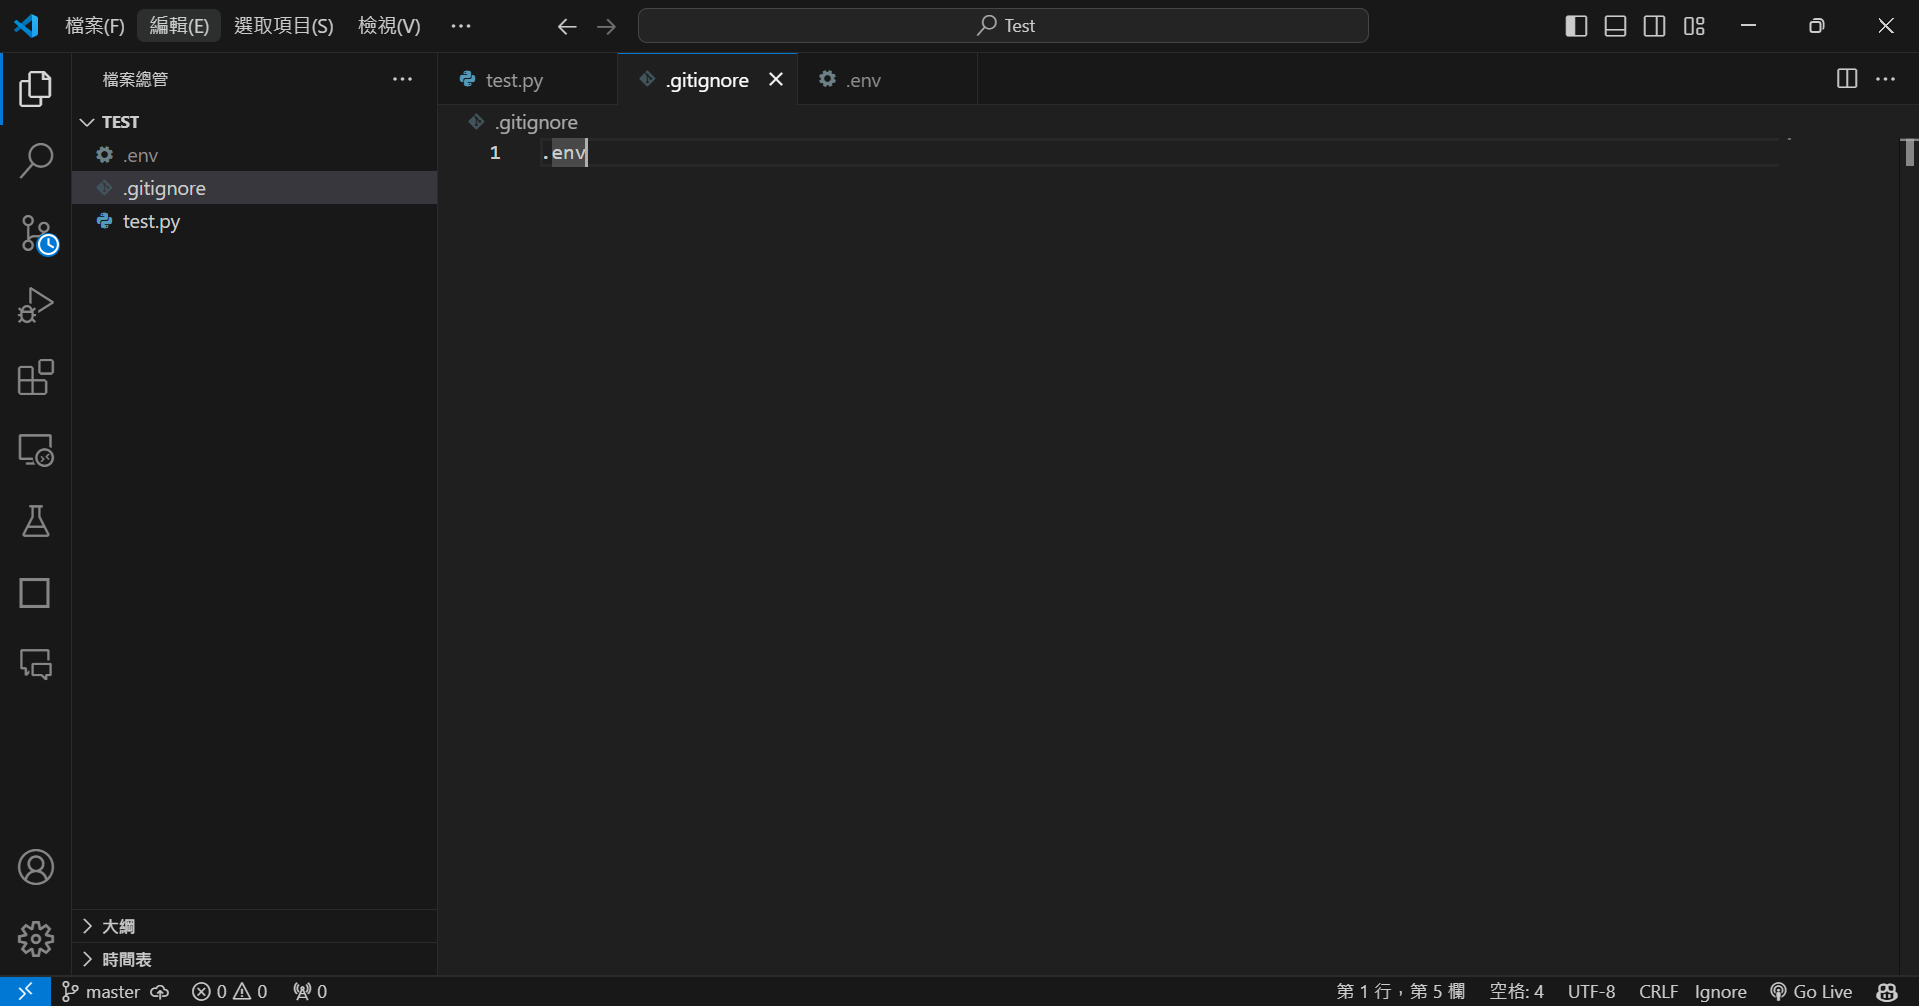 檔案(F) 編輯(E) 選取項目(S) 檢視(V) ··· Test
檔案總管 ···
test.py .gitignore .env
TEST
.env
.gitignore
test.py
.gitignore
1 .env
大綱
時間表
master 0 0 0 第 1 行，第 5 欄 空格: 4 UTF-8 CRLF Ignore Go Live